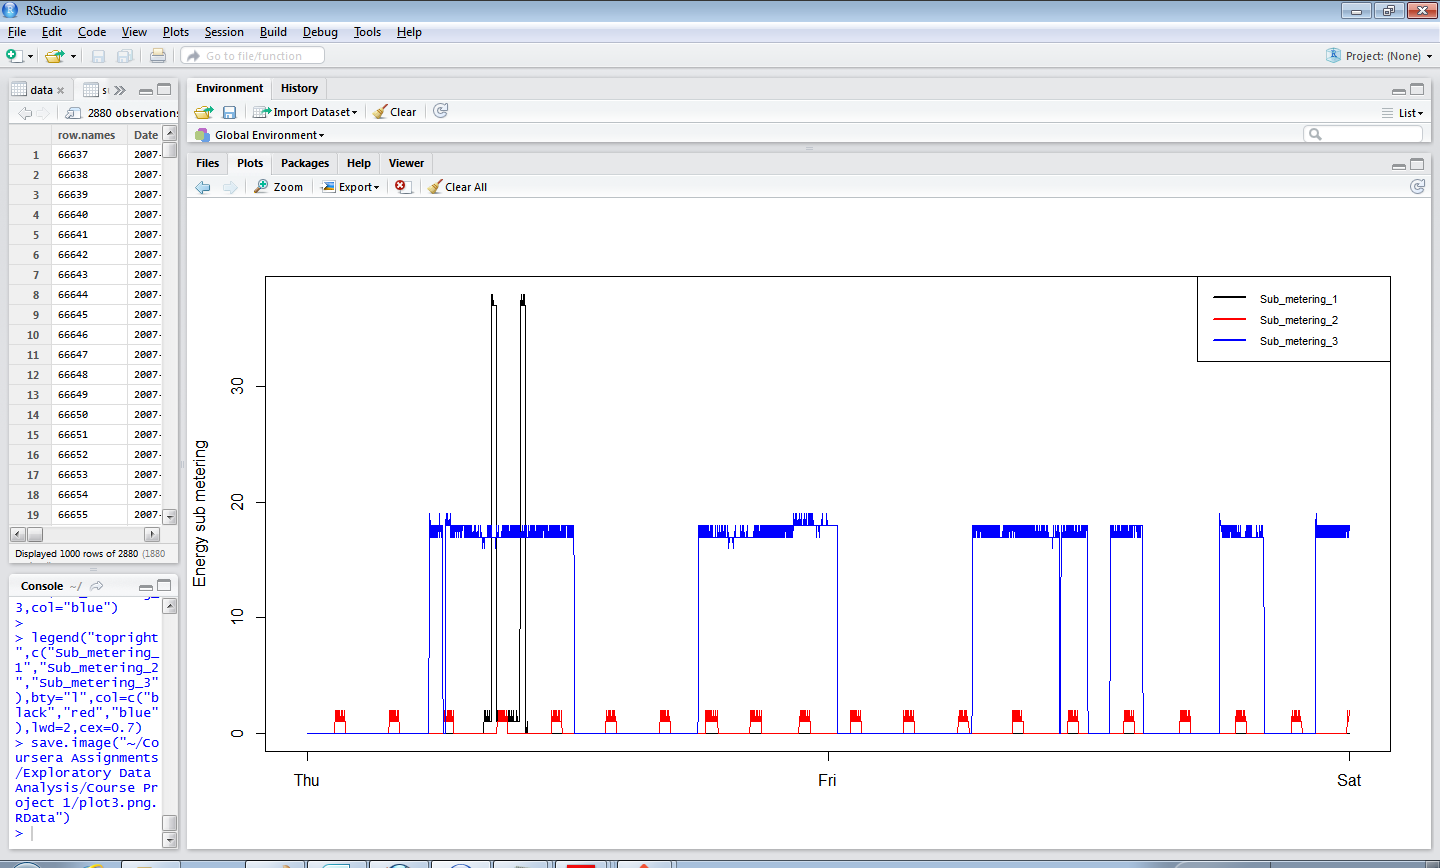 RStudio
File Edit Code View Plots Session Build Debug Tools Help
Go to file/function
Project: (None)
data
2880 observations
row.names Date
1 66637 2007-
2 66638 2007-
3 66639 2007-
4 66640 2007-
5 66641 2007-
6 66642 2007-
7 66643 2007-
8 66644 2007-
9 66645 2007-
10 66646 2007-
11 66647 2007-
12 66648 2007-
13 66649 2007-
14 66650 2007-
15 66651 2007-
16 66652 2007-
17 66653 2007-
18 66654 2007-
19 66655 2007-
Displayed 1000 rows of 2880 (1880
Console ~/
3,col="blue")
>
> legend("topright
",c("Sub_metering_
1","Sub_metering_2
","Sub_metering_3"
),bty="l",col=c("b
lack","red","blue"
),lwd=2,cex=0.7)
> save.image("~/Co
ursera Assignments
/Exploratory Data
Analysis/Course Pr
oject 1/plot3.png.
RData")
>
Environment History
Import Dataset Clear
List
Global Environment
Files Plots Packages Help Viewer
Zoom Export Clear All
Sub_metering_1
Sub_metering_2
Sub_metering_3
Energy sub metering
30
20
10
0
Thu Fri Sat